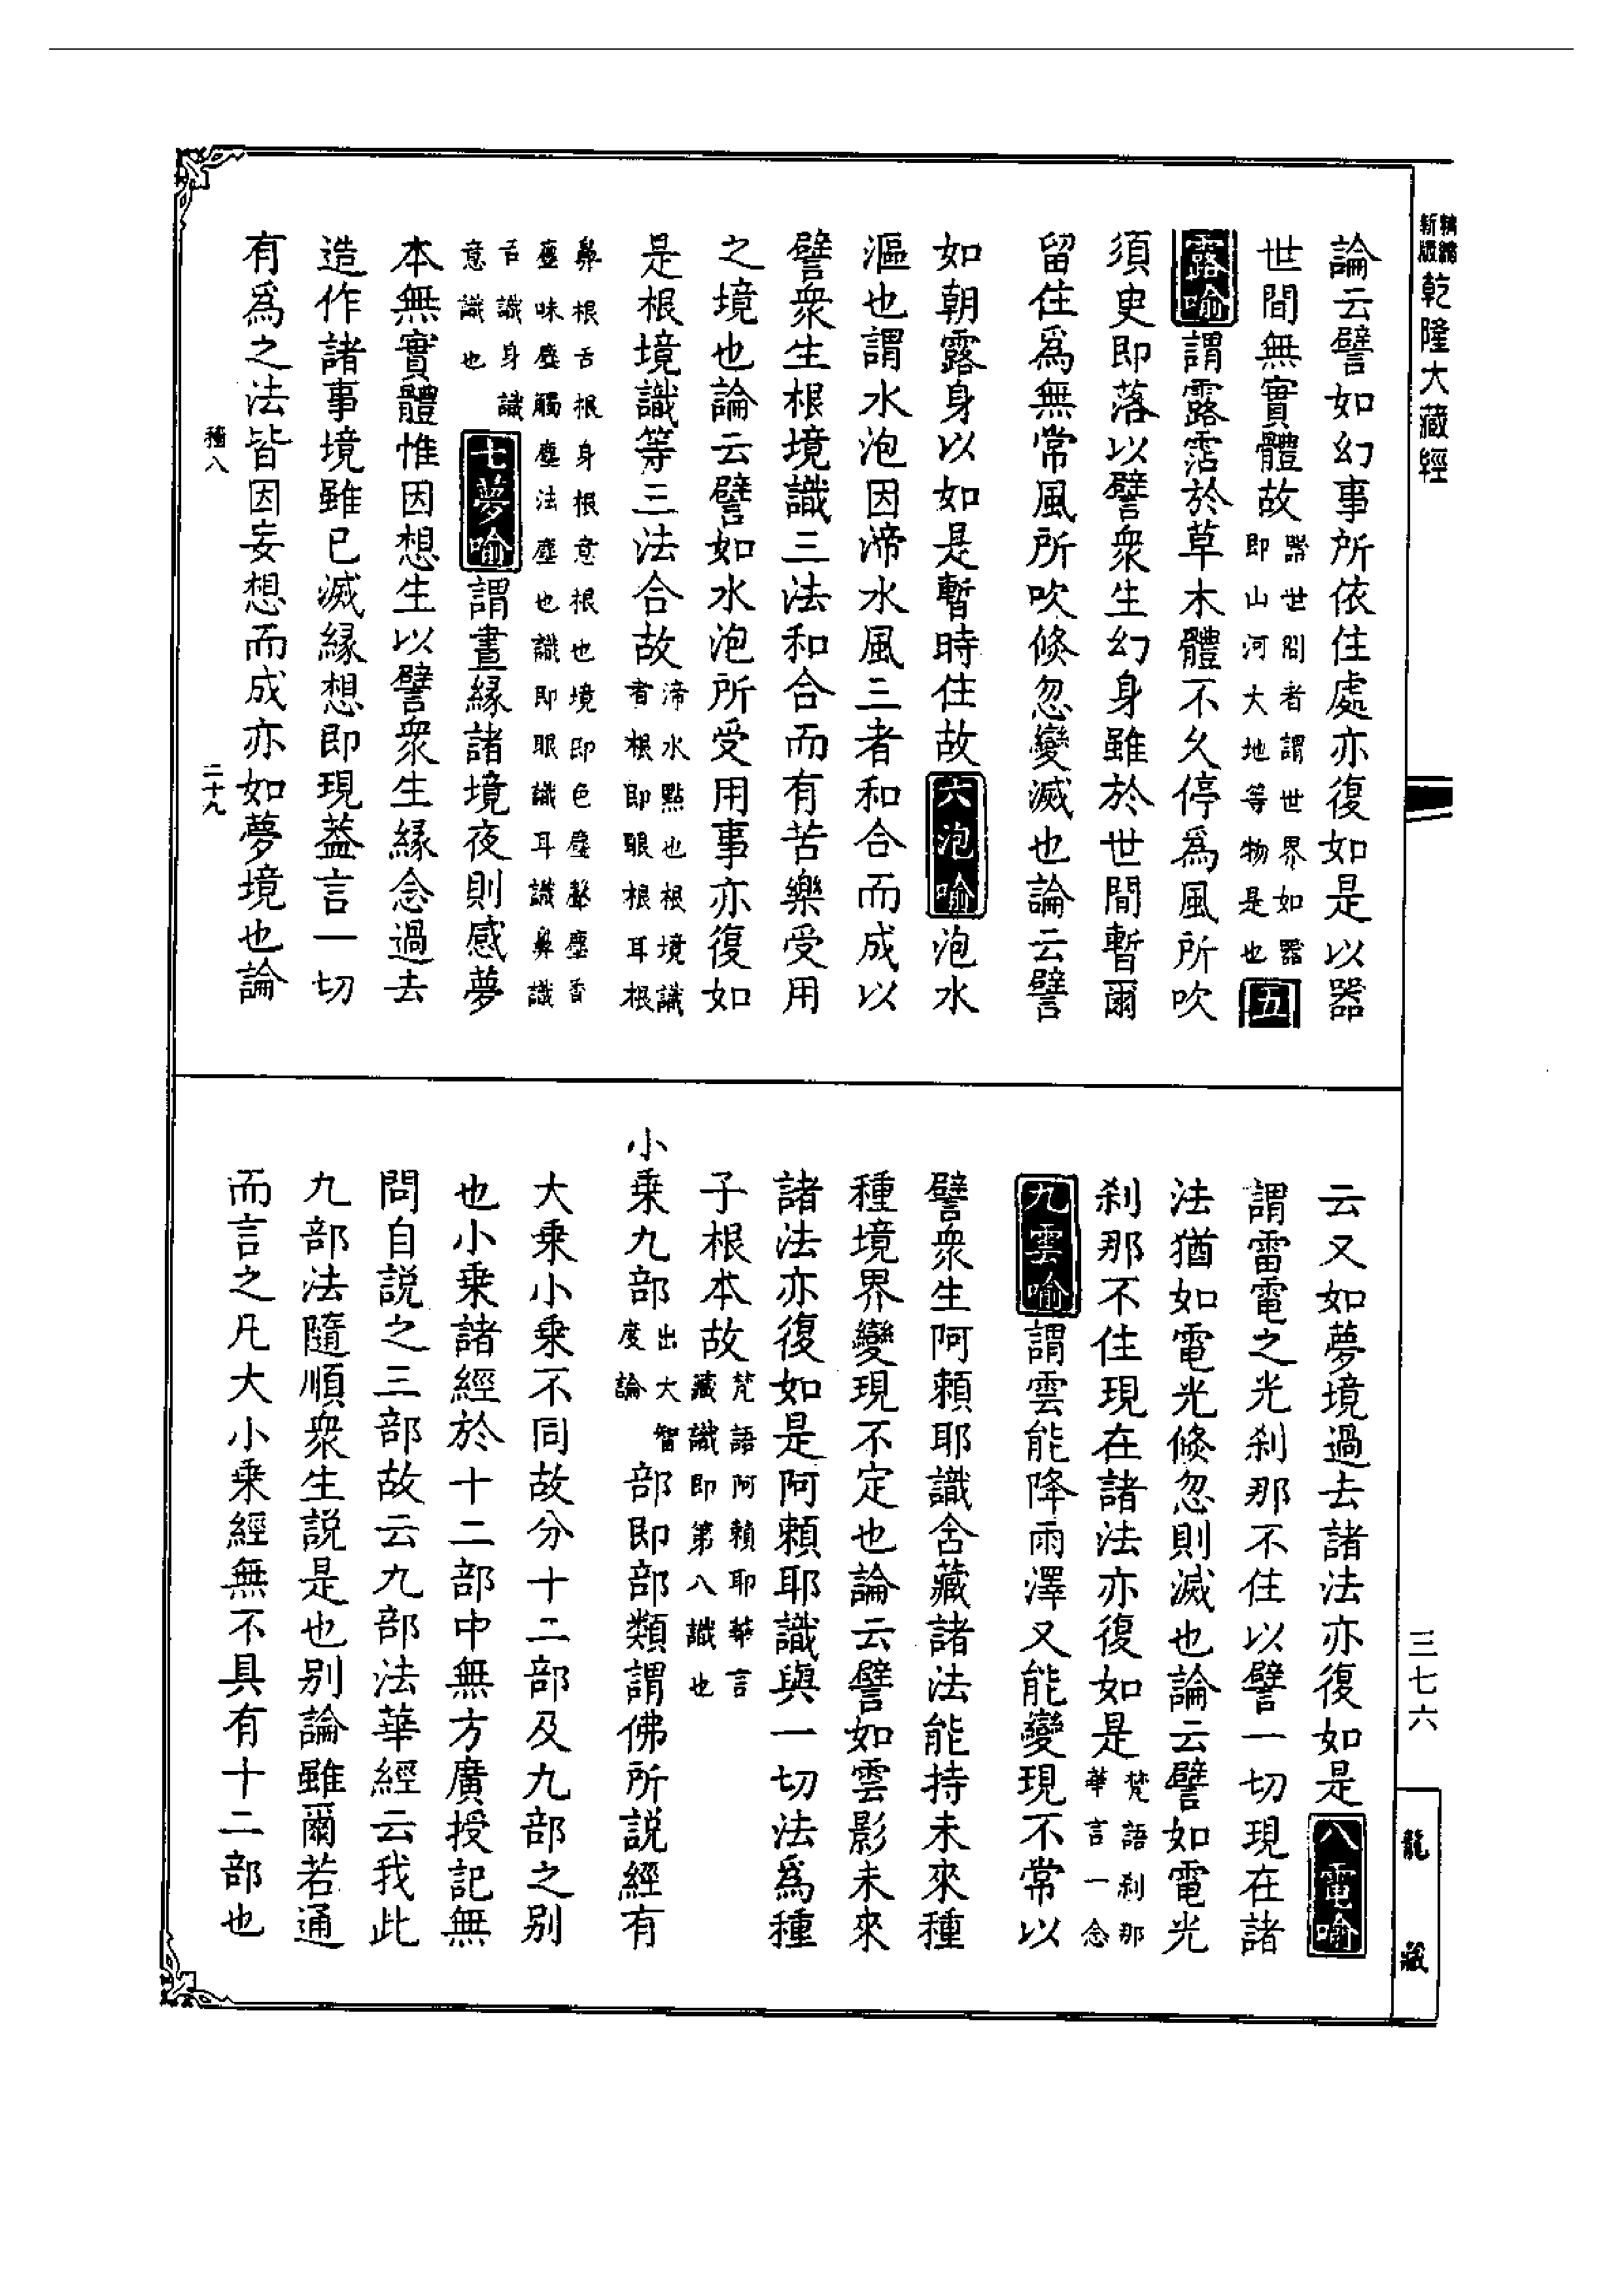 新編縮版乾隆大藏經
論云譬如幻事所依住處亦復如是以器
世間無實體故器世間者謂世界如器即山河大地等物是也五
露喻謂露霑於草木體不久停爲風所吹
須臾即落以譬衆生幻身雖於世間暫爾
留住爲無常風所吹倐忽變滅也論云譬
如朝露身以如是暫時住故六泡喻泡水
漚也謂水泡因渧水風三者和合而成以
譬衆生根境識三法和合而有苦樂受用
之境也論云譬如水泡所受用事亦復如
是根境識等三法合故渧水點也根境識者根即眼根耳根
鼻根舌根身根意根也境即色塵聲塵香塵味塵觸塵法塵也識即眼識耳識鼻識
舌識身識意識也七夢喻謂晝緣諸境夜則感夢
本無實體惟因想生以譬衆生緣念過去
造作諸事境雖已滅緣想即現葢言一切
有爲之法皆因妄想而成亦如夢境也論
稽八 二十九
云又如夢境過去諸法亦復如是八電喻
謂雷電之光刹那不住以譬一切現在諸
法猶如電光倐忽則滅也論云譬如電光
刹那不住現在諸法亦復如是梵語刹那華言一念
九雲喻謂雲能降雨澤又能變現不常以
譬衆生阿賴耶識含藏諸法能持未來種
種境界變現不定也論云譬如雲影未來
諸法亦復如是阿賴耶識與一切法爲種
子根本故梵語阿賴耶華言藏識即第八識也
小乘九部出大智度論部即部類謂佛所説經有
大乘小乘不同故分十二部及九部之别
也小乘諸經於十二部中無方廣授記無
問自説之三部故云九部法華經云我此
九部法隨順衆生説是也别論雖爾若通
而言之凡大小乘經無不具有十二部也
三七六
龍藏